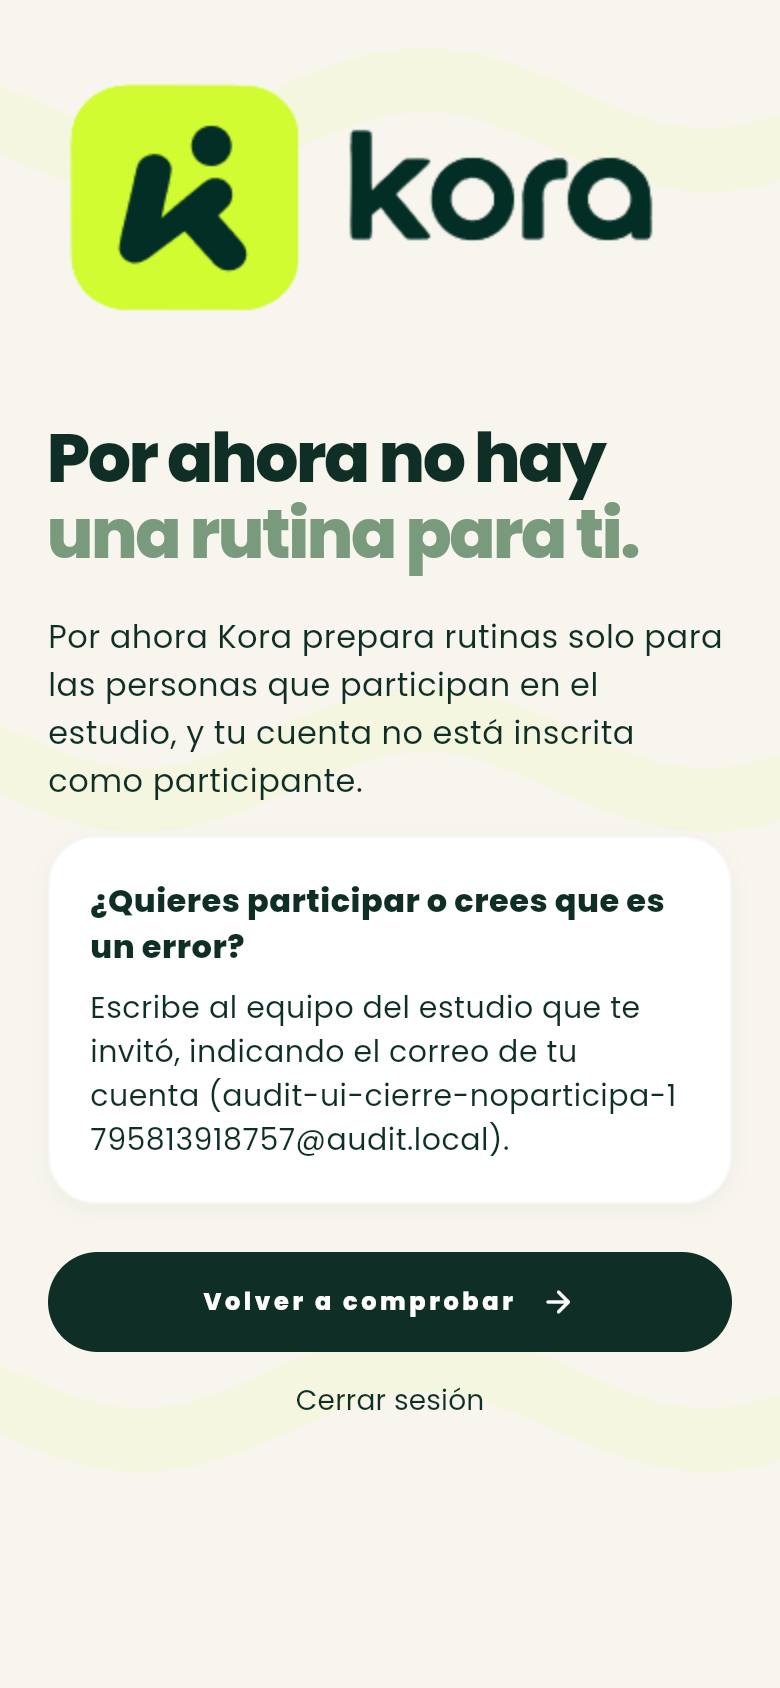 kora
Por ahora no hay
una rutina para ti.
Por ahora Kora prepara rutinas solo para
las personas que participan en el
estudio, y tu cuenta no está inscrita
como participante.
¿Quieres participar o crees que es
un error?
Escribe al equipo del estudio que te
invitó, indicando el correo de tu
cuenta (audit-ui-cierre-noparticipa-1
795813918757@audit.local).
Volver a comprobar →
Cerrar sesión